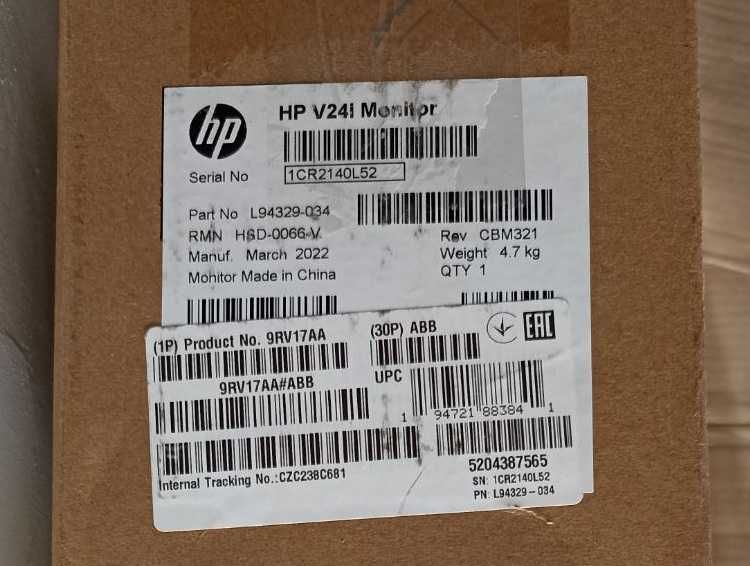 hp
HP V24i Monitor
Serial No 1CR2140L52
Part No L94329-034
RMN HSD-0066-V Rev CBM321
Manuf. March 2022 Weight 4.7 kg
Monitor Made in China QTY 1
(1P) Product No. 9RV17AA (30P) ABB EAC
9RV17AA#ABB UPC
1 94721 88384 1
Internal Tracking No.:CZC238C681 5204387565
SN: 1CR2140L52
PN: L94329-034